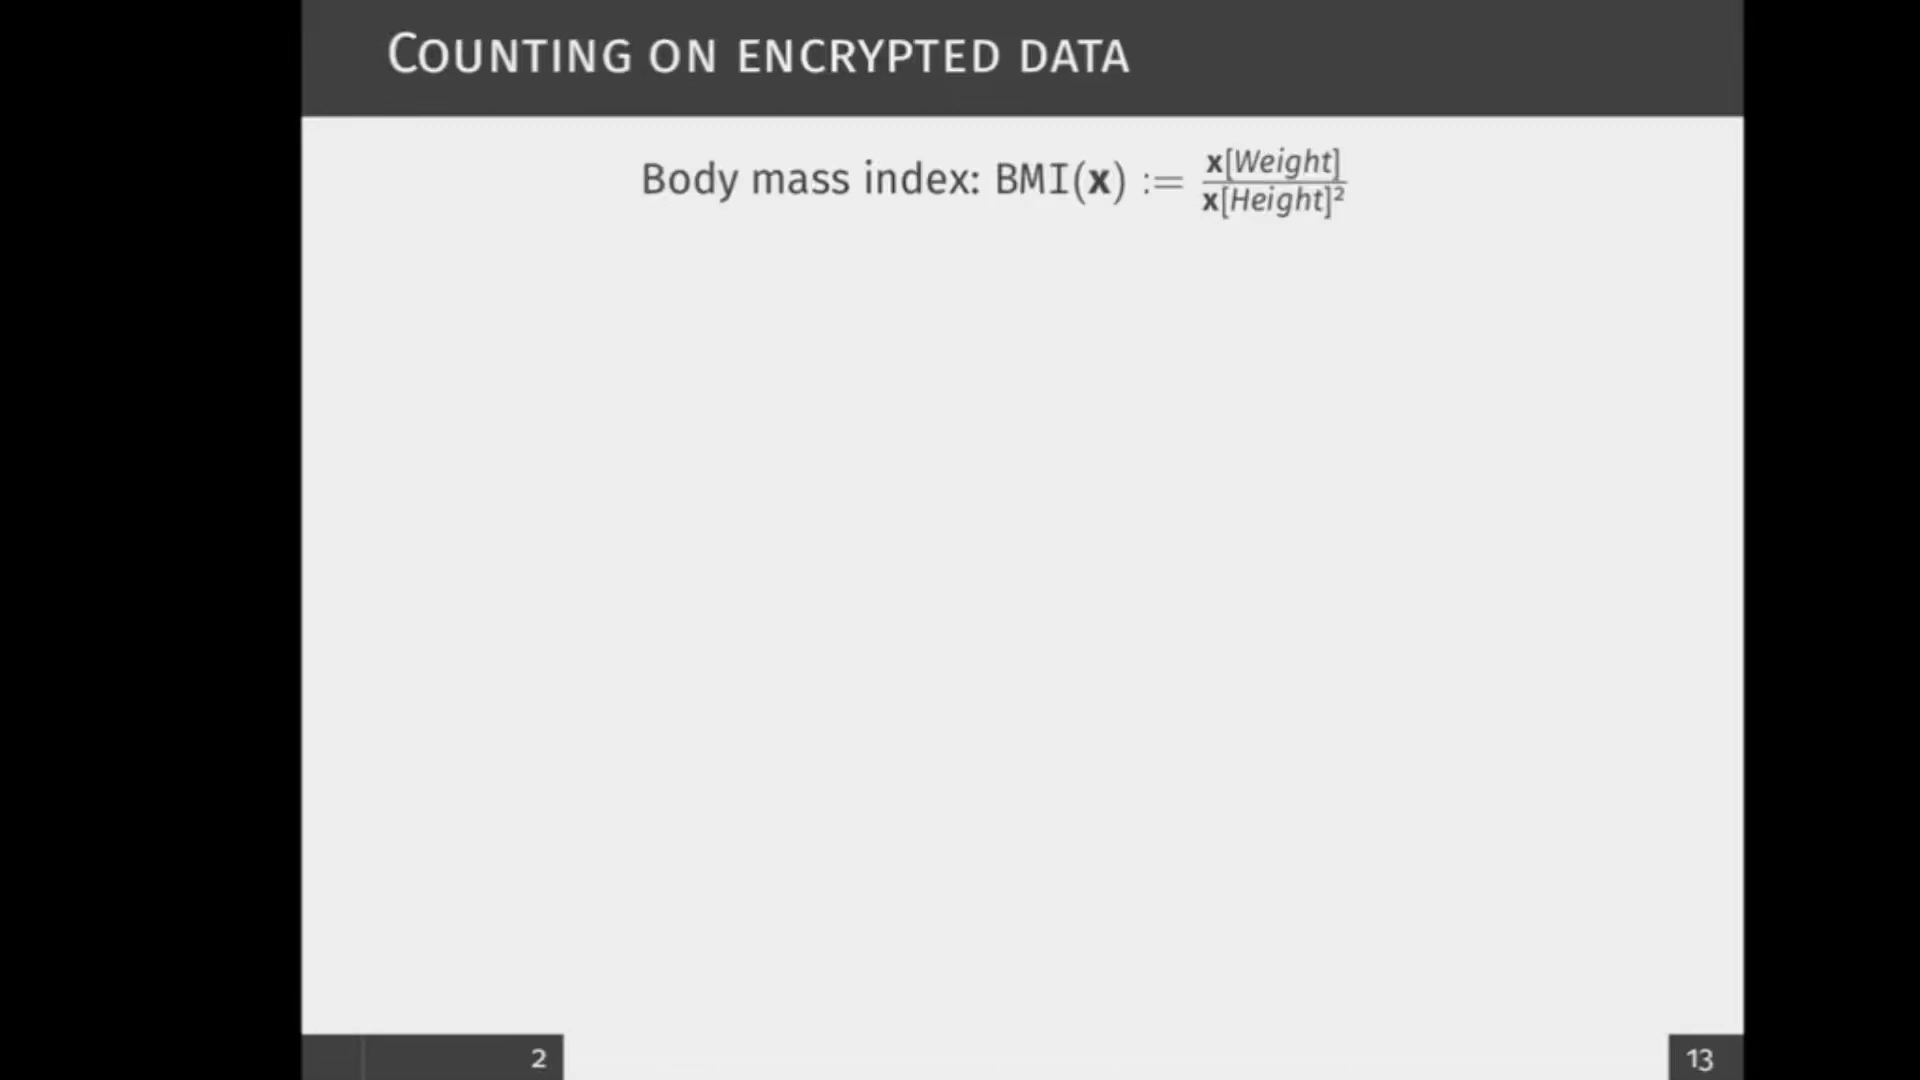 COUNTING ON ENCRYPTED DATA
Body mass index: BMI(x) := x[Weight] / x[Height]²
2
13